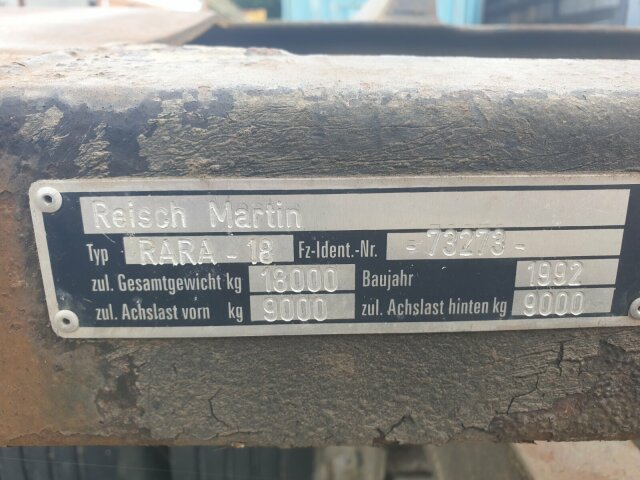 Reisch Martin
Typ RARA - 18 Fz-Ident.-Nr. - 73273 -
zul. Gesamtgewicht kg 18000 Baujahr 1992
zul. Achslast vorn kg 9000 zul. Achslast hinten kg 9000